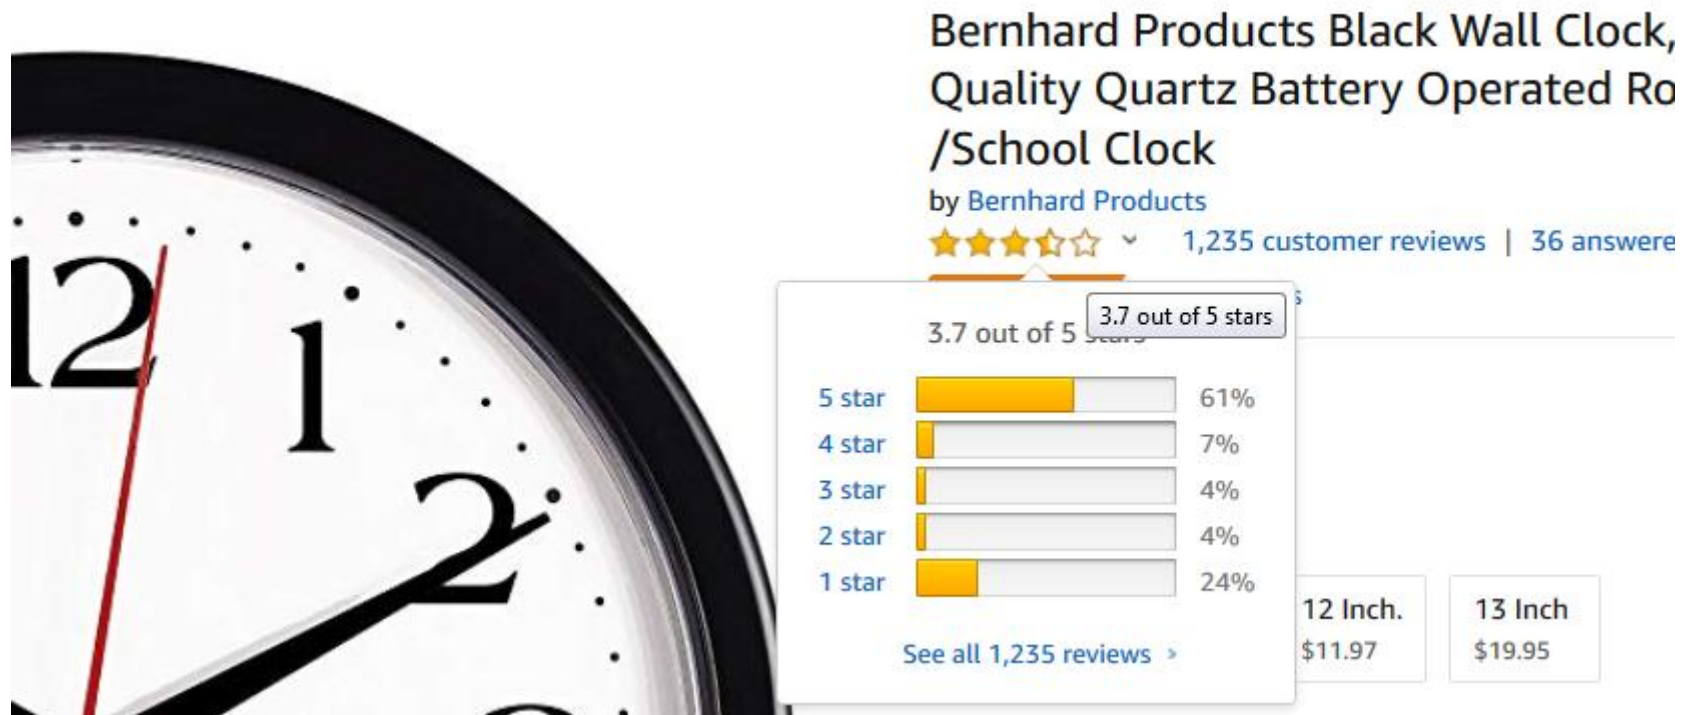 Bernhard Products Black Wall Clock,
Quality Quartz Battery Operated Ro
/School Clock
by Bernhard Products
1,235 customer reviews | 36 answere
s
3.7 out of 5 stars
3.7 out of 5 stars
5 star 61%
4 star 7%
3 star 4%
2 star 4%
1 star 24%
See all 1,235 reviews ›
12 Inch.
$11.97
13 Inch
$19.95
12
1
2